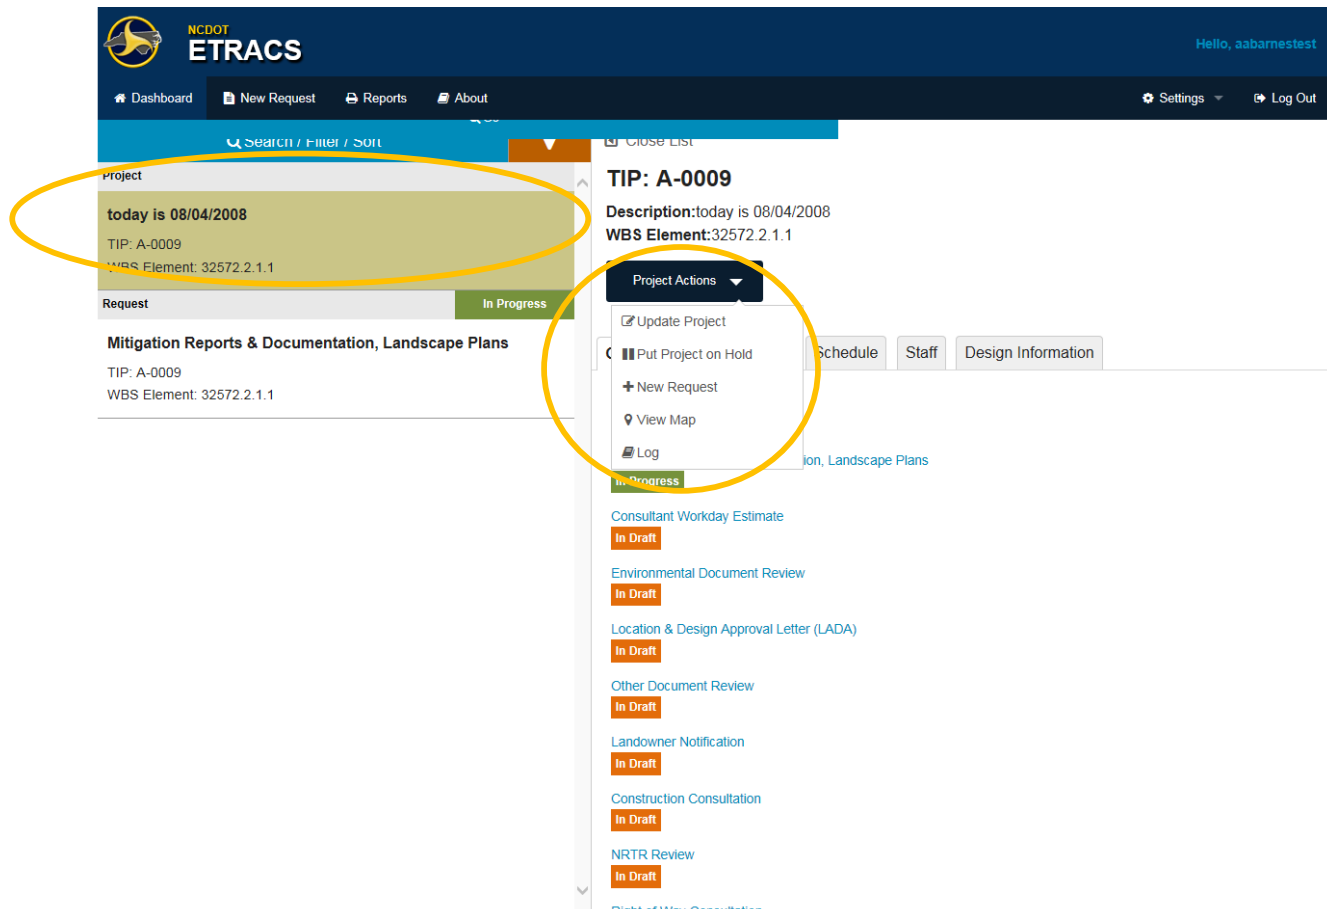 NCDOT
ETRACS
Hello, aabarnestest
Dashboard New Request Reports About
Settings Log Out
Search / Filter / Sort
Close List
Project
today is 08/04/2008
TIP: A-0009
WBS Element: 32572.2.1.1
Request In Progress
Mitigation Reports & Documentation, Landscape Plans
TIP: A-0009
WBS Element: 32572.2.1.1
TIP: A-0009
Description:today is 08/04/2008
WBS Element:32572.2.1.1
Project Actions
Update Project
Put Project on Hold
New Request
View Map
Log
Schedule Staff Design Information
ion, Landscape Plans
In Progress
Consultant Workday Estimate
In Draft
Environmental Document Review
In Draft
Location & Design Approval Letter (LADA)
In Draft
Other Document Review
In Draft
Landowner Notification
In Draft
Construction Consultation
In Draft
NRTR Review
In Draft